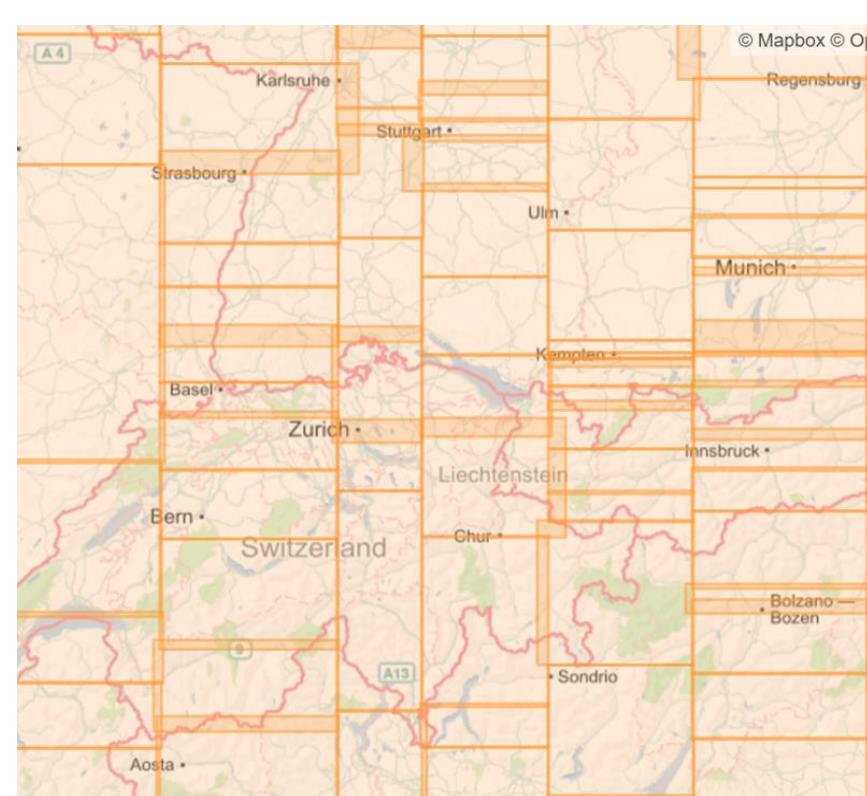 © Mapbox © Op
A 4
Karlsruhe
Regensburg
Stuttgart
Strasbourg
Ulm
Munich
Kempten
Basel
Zurich
Innsbruck
Liechtenstein
Bern
Chur
Switzerland
Bolzano —
Bozen
9
A13
Sondrio
Aosta